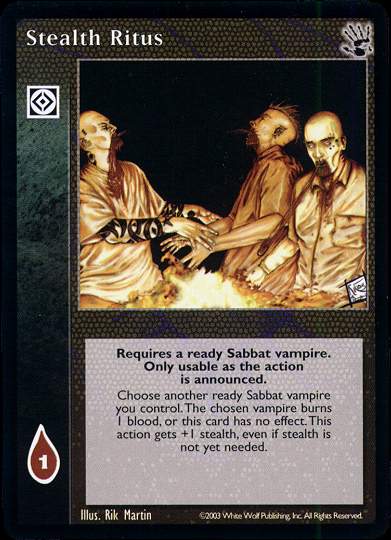 Stealth Ritus
Requires a ready Sabbat vampire.
Only usable as the action
is announced.
Choose another ready Sabbat vampire
you control. The chosen vampire burns
1 blood, or this card has no effect. This
action gets +1 stealth, even if stealth is
not yet needed.
1
Illus. Rik Martin
©2003 White Wolf Publishing, Inc. All Rights Reserved.